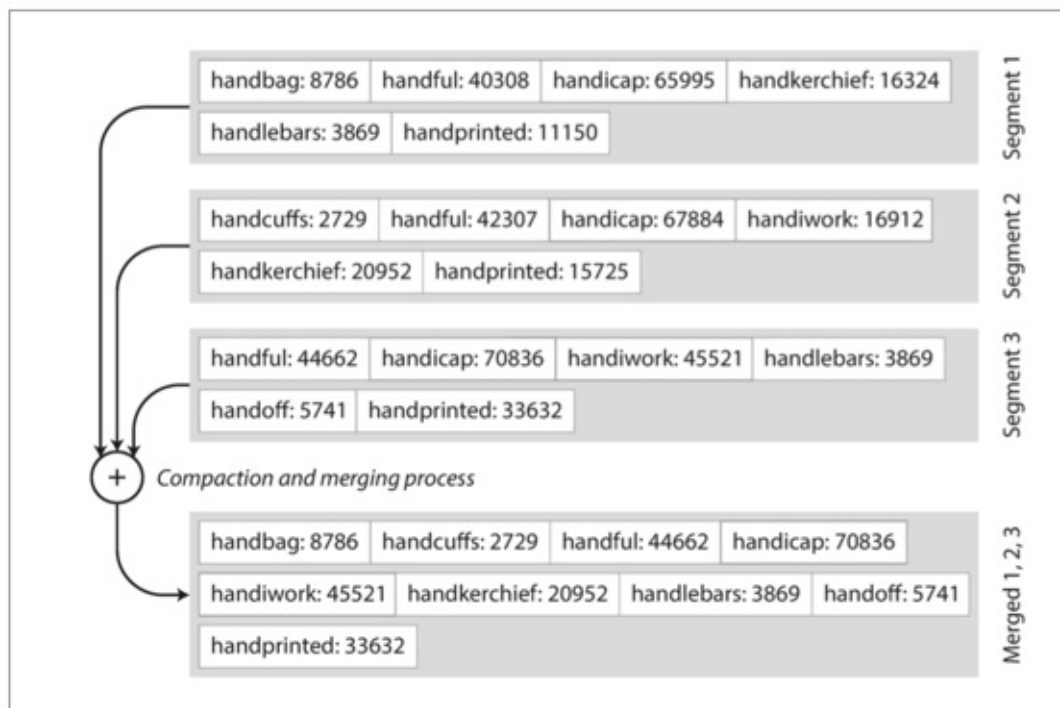 handbag: 8786 handful: 40308 handicap: 65995 handkerchief: 16324
handlebars: 3869 handprinted: 11150
Segment 1
handcuffs: 2729 handful: 42307 handicap: 67884 handiwork: 16912
handkerchief: 20952 handprinted: 15725
Segment 2
handful: 44662 handicap: 70836 handiwork: 45521 handlebars: 3869
handoff: 5741 handprinted: 33632
Segment 3
+ Compaction and merging process
handbag: 8786 handcuffs: 2729 handful: 44662 handicap: 70836
handiwork: 45521 handkerchief: 20952 handlebars: 3869 handoff: 5741
handprinted: 33632
Merged 1, 2, 3